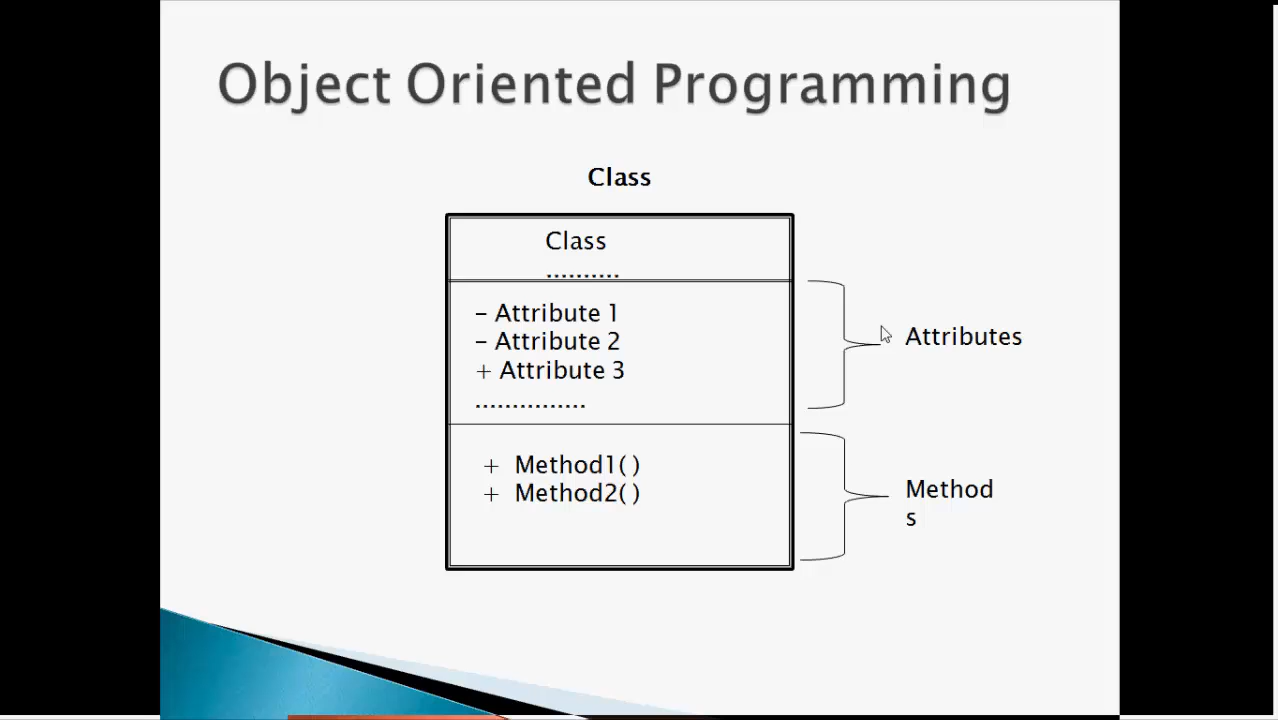 Object Oriented Programming
Class
Class
..........
- Attribute 1
- Attribute 2
+ Attribute 3
...............
Attributes
+ Method1( )
+ Method2( )
Method
s